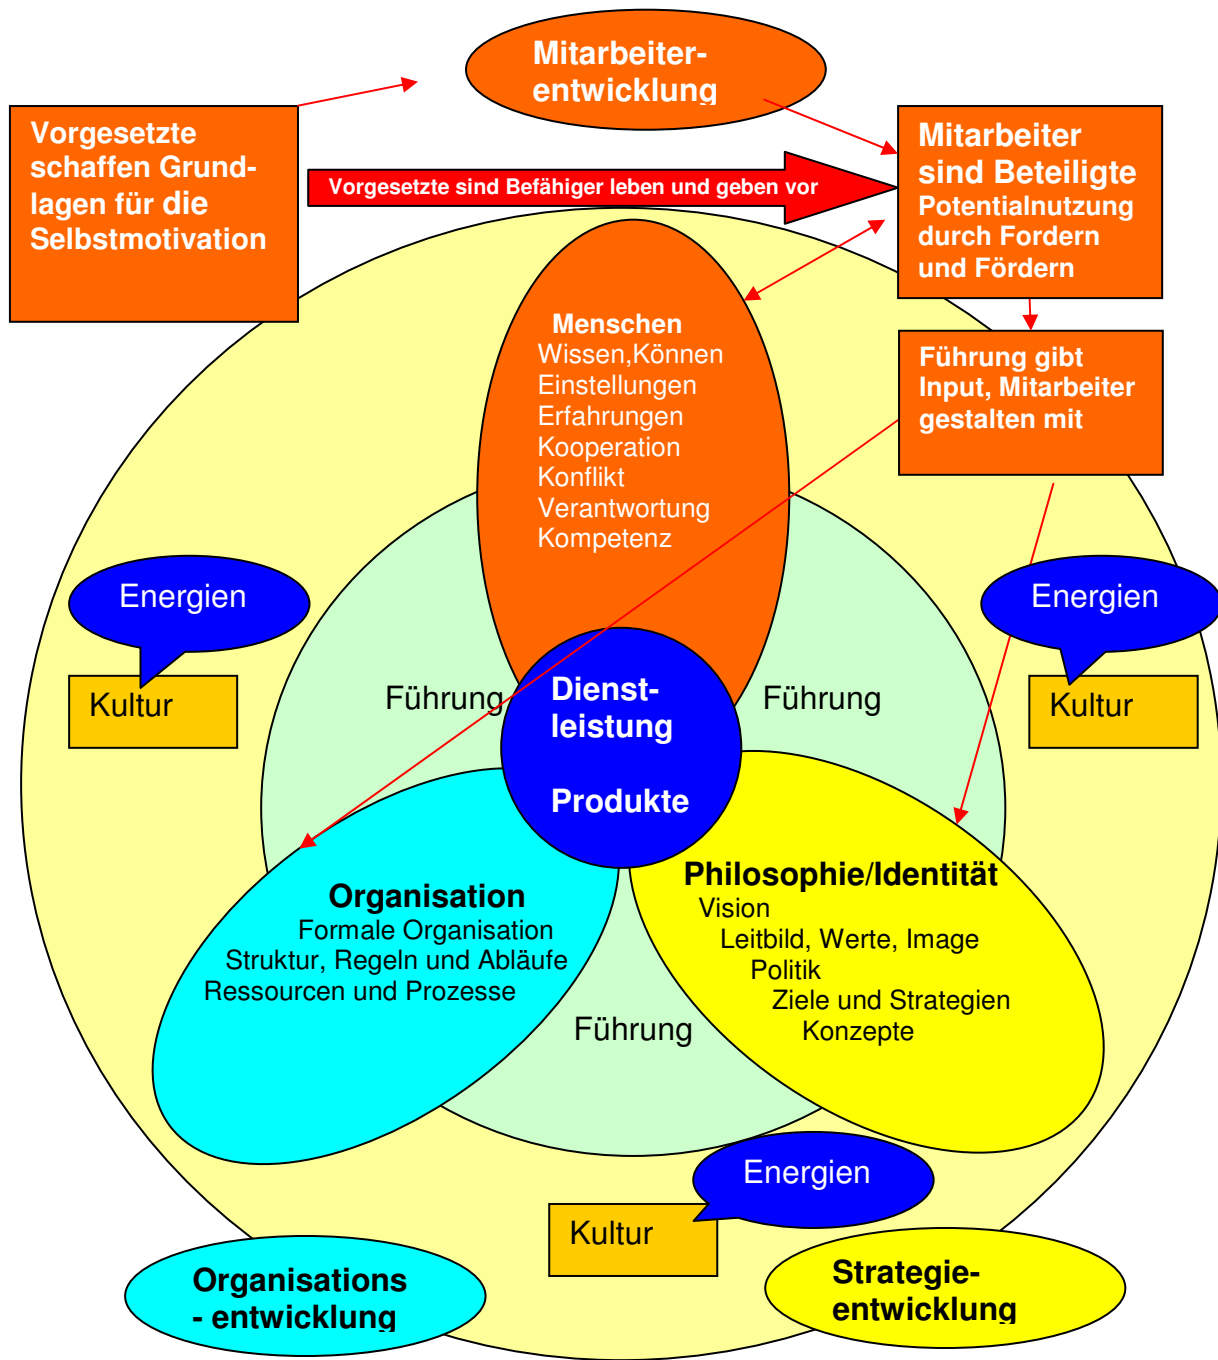 Mitarbeiter-
entwicklung
Vorgesetzte
schaffen Grund-
lagen für die
Selbstmotivation
Vorgesetzte sind Befähiger leben und geben vor
Mitarbeiter
sind Beteiligte
Potentialnutzung
durch Fordern
und Fördern
Führung gibt
Input, Mitarbeiter
gestalten mit
Menschen
Wissen,Können
Einstellungen
Erfahrungen
Kooperation
Konflikt
Verantwortung
Kompetenz
Energien
Kultur
Energien
Kultur
Führung
Führung
Dienst-
leistung
Produkte
Organisation
Formale Organisation
Struktur, Regeln und Abläufe
Ressourcen und Prozesse
Philosophie/Identität
Vision
Leitbild, Werte, Image
Politik
Ziele und Strategien
Konzepte
Führung
Energien
Kultur
Organisations
- entwicklung
Strategie-
entwicklung